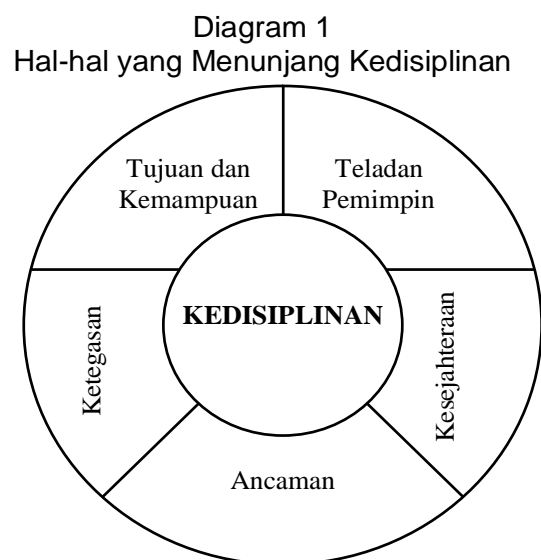 Diagram 1
Hal-hal yang Menunjang Kedisiplinan
Tujuan dan
Kemampuan
Teladan
Pemimpin
KEDISIPLINAN
Ketegasan
Kesejahteraan
Ancaman